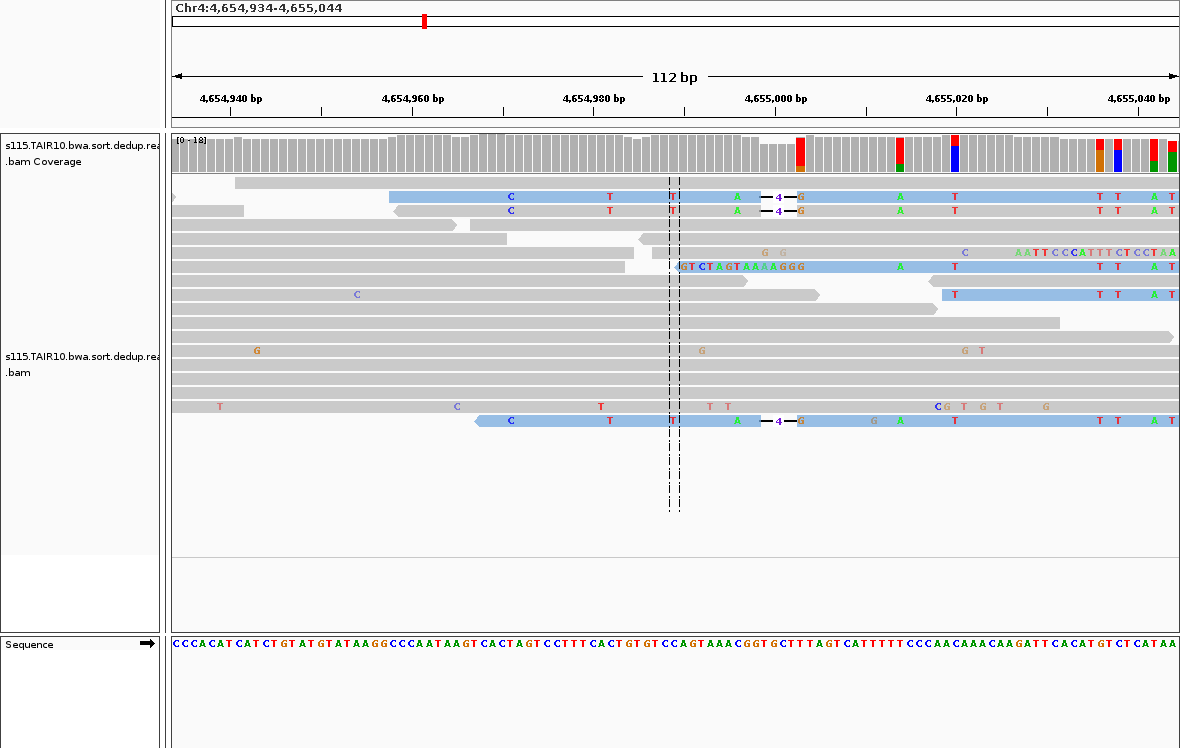 Chr4:4,654,934-4,655,044
112 bp
4,654,940 bp 4,654,960 bp 4,654,980 bp 4,655,000 bp 4,655,020 bp 4,655,040 bp
s115.TAIR10.bwa.sort.dedup.rea
.bam Coverage
[0 - 18]
C T T A 4 G A T T T A T
C T T A 4 G A T T T A T
G G C AATTCCCATTTCTCCTAA
GTCTAGTAAAAGGG A T T T A T
C T T T A T
s115.TAIR10.bwa.sort.dedup.rea
.bam
G G G T
T C T T T C G T G T G
C T T A 4 G G A T T T A T
Sequence
CCCACATCATCTGTATGTATAAGGCCCAATAAGTCACTAGTCCTTTCACTGTGTCCAGTAAACGGTGCTTTAGTCATTTTTCCCAACAAACAAGATTCACATGTCTCATAA